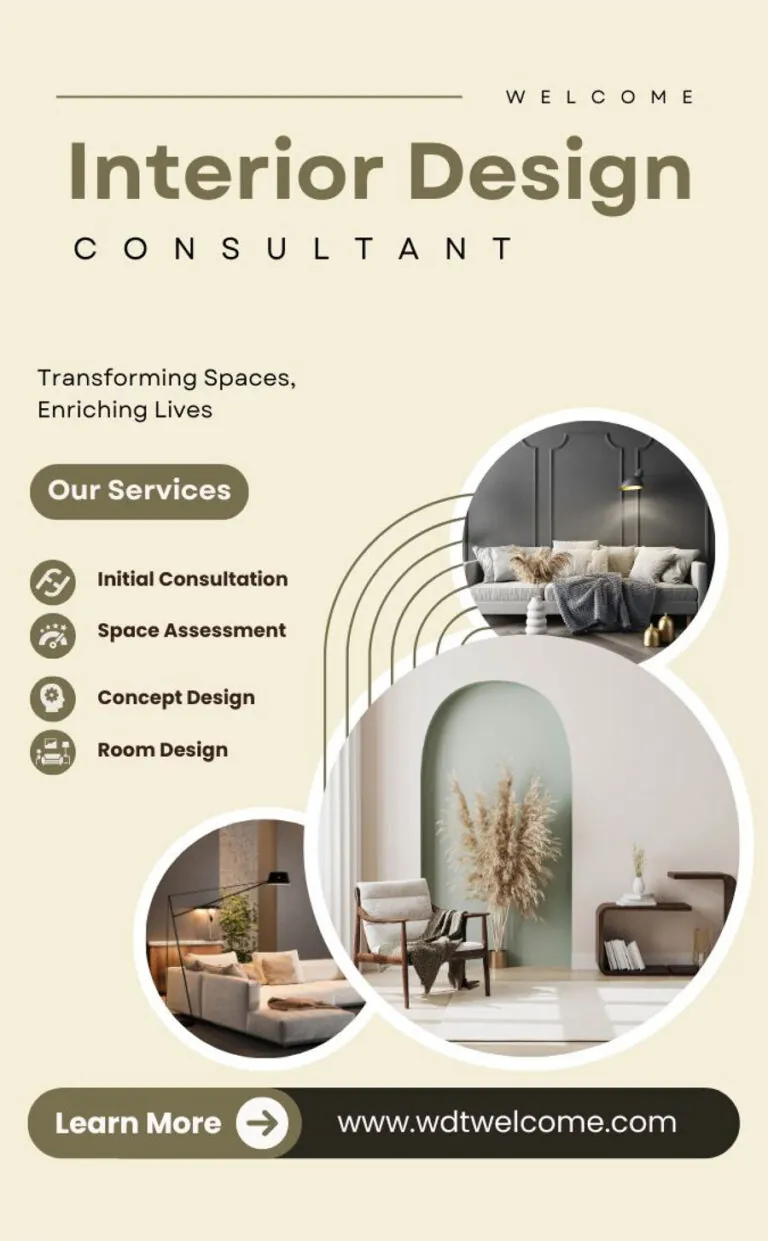 WELCOME
Interior Design
CONSULTANT
Transforming Spaces,
Enriching Lives
Our Services
Initial Consultation
Space Assessment
Concept Design
Room Design
Learn More
www.wdtwelcome.com